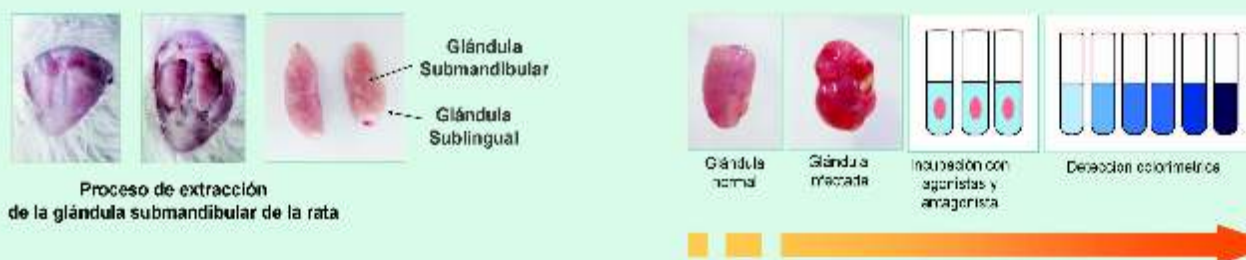 Glándula
Submandibular
Glándula
Sublingual
Proceso de extracción
de la glándula submandibular de la rata
Glándula
normal
Glándula
infectada
Incubación con
agonistas y
antagonista
Detección colorimetrica